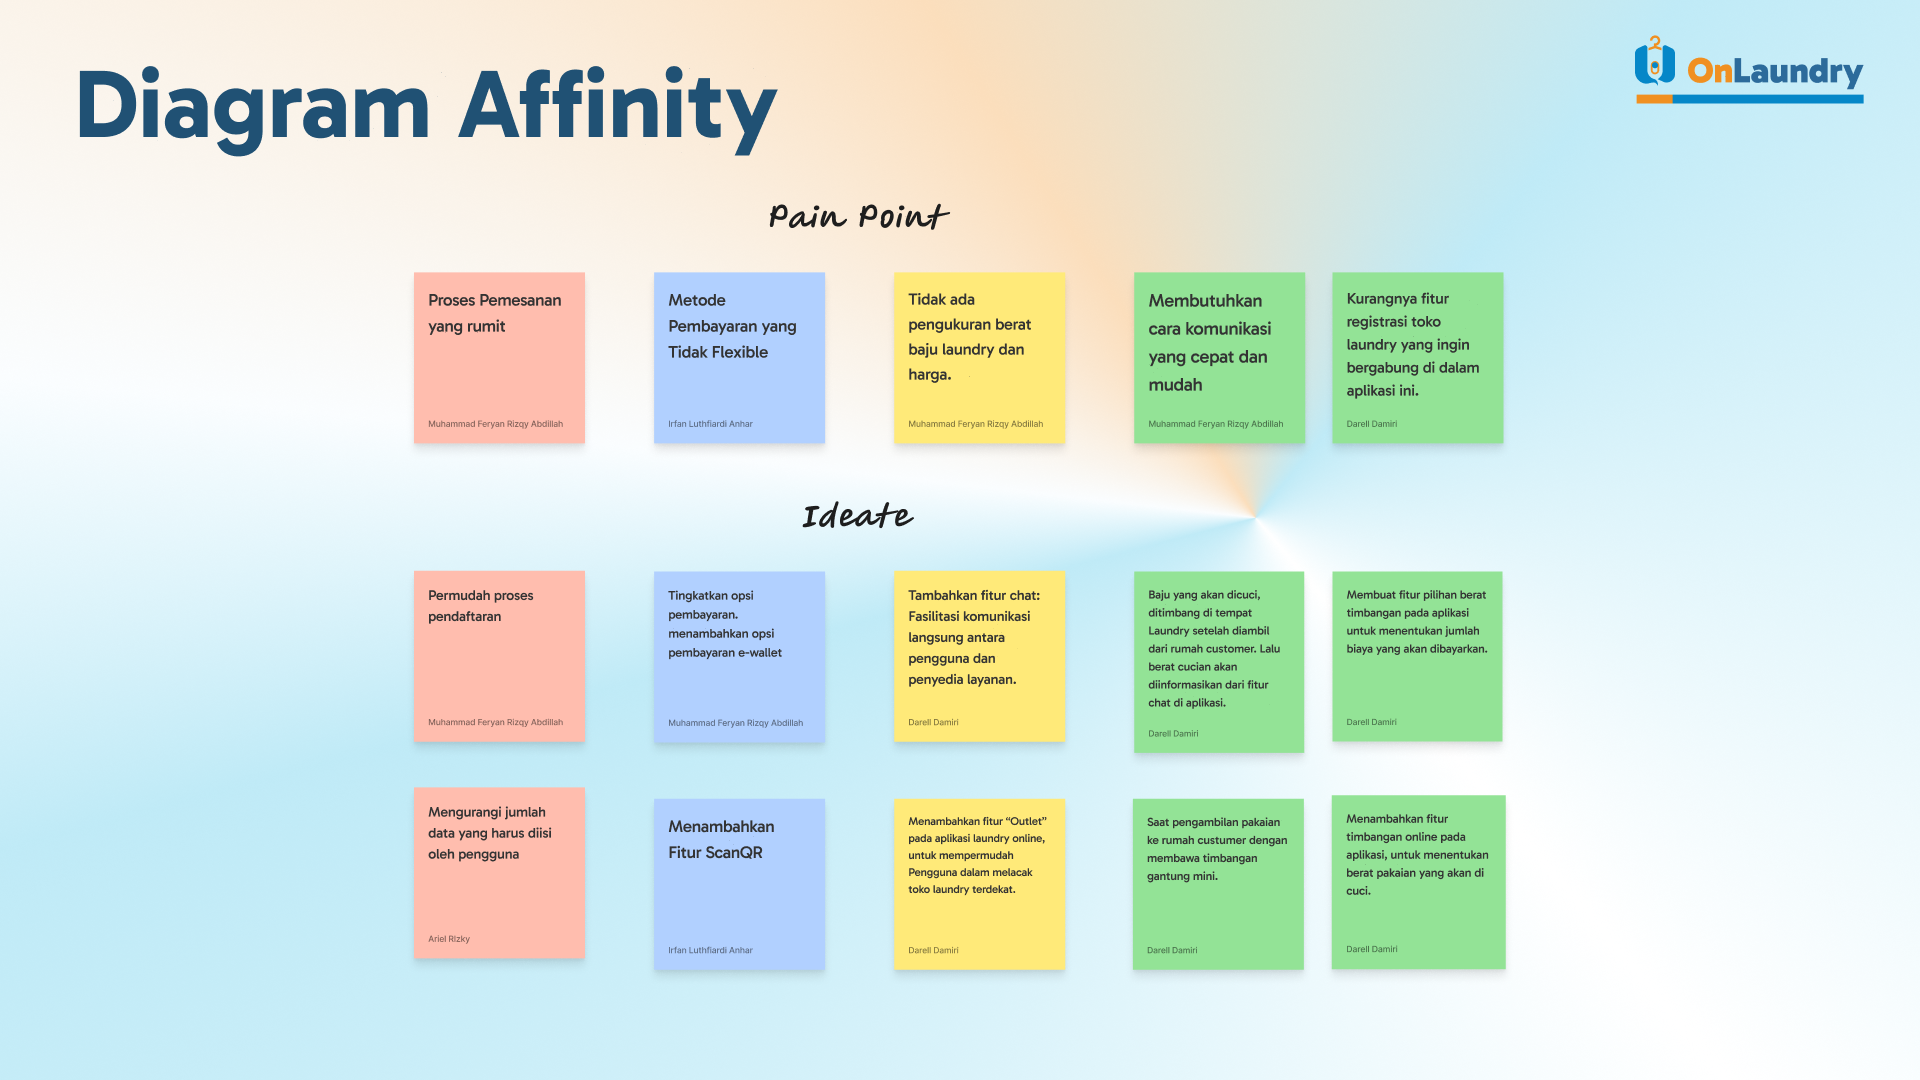 Diagram Affinity
OnLaundry
Pain Point
Proses Pemesanan
yang rumit
Muhammad Feryan Rizqy Abdillah
Metode
Pembayaran yang
Tidak Flexible
Irfan Luthfiardi Anhar
Tidak ada
pengukuran berat
baju laundry dan
harga.
Muhammad Feryan Rizqy Abdillah
Membutuhkan
cara komunikasi
yang cepat dan
mudah
Muhammad Feryan Rizqy Abdillah
Kurangnya fitur
registrasi toko
laundry yang ingin
bergabung di dalam
aplikasi ini.
Darell Damiri
Ideate
Permudah proses
pendaftaran
Muhammad Feryan Rizqy Abdillah
Tingkatkan opsi
pembayaran.
menambahkan opsi
pembayaran e-wallet
Muhammad Feryan Rizqy Abdillah
Tambahkan fitur chat:
Fasilitasi komunikasi
langsung antara
pengguna dan
penyedia layanan.
Darell Damiri
Baju yang akan dicuci,
ditimbang di tempat
Laundry setelah diambil
dari rumah customer. Lalu
berat cucian akan
diinformasikan dari fitur
chat di aplikasi.
Darell Damiri
Membuat fitur pilihan berat
timbangan pada aplikasi
untuk menentukan jumlah
biaya yang akan dibayarkan.
Darell Damiri
Mengurangi jumlah
data yang harus diisi
oleh pengguna
Ariel Rizky
Menambahkan
Fitur ScanQR
Irfan Luthfiardi Anhar
Menambahkan fitur “Outlet”
pada aplikasi laundry online,
untuk mempermudah
Pengguna dalam melacak
toko laundry terdekat.
Darell Damiri
Saat pengambilan pakaian
ke rumah custumer dengan
membawa timbangan
gantung mini.
Darell Damiri
Menambahkan fitur
timbangan online pada
aplikasi, untuk menentukan
berat pakaian yang akan di
cuci.
Darell Damiri